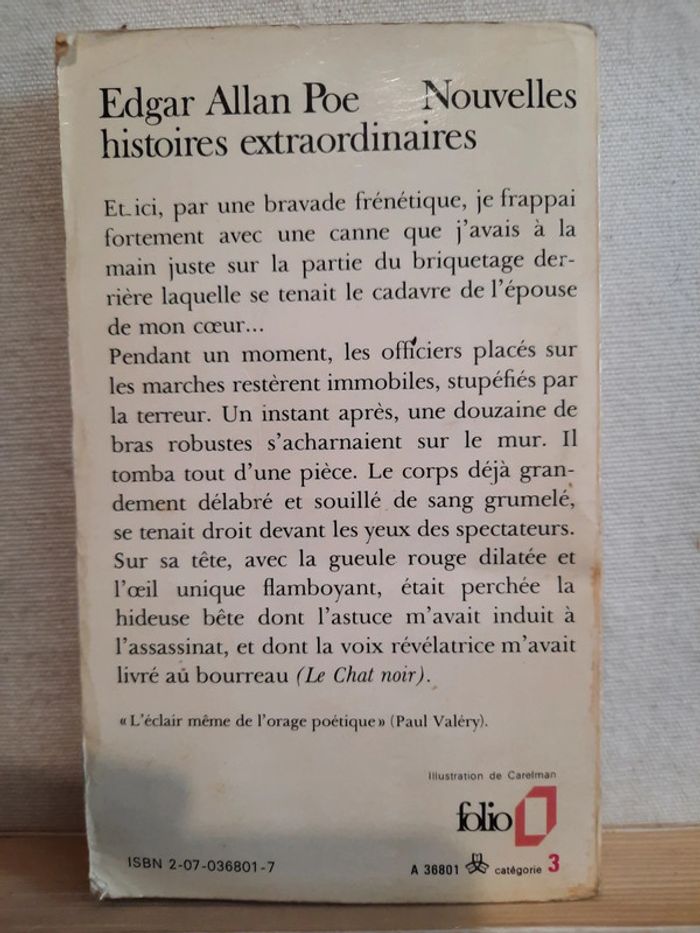 Edgar Allan Poe Nouvelles
histoires extraordinaires
Et ici, par une bravade frénétique, je frappai
fortement avec une canne que j'avais à la
main juste sur la partie du briquetage der-
rière laquelle se tenait le cadavre de l'épouse
de mon cœur...
Pendant un moment, les officiers placés sur
les marches restèrent immobiles, stupéfiés par
la terreur. Un instant après, une douzaine de
bras robustes s'acharnaient sur le mur. Il
tomba tout d'une pièce. Le corps déjà gran-
dement délabré et souillé de sang grumelé,
se tenait droit devant les yeux des spectateurs.
Sur sa tête, avec la gueule rouge dilatée et
l'œil unique flamboyant, était perchée la
hideuse bête dont l'astuce m'avait induit à
l'assassinat, et dont la voix révélatrice m'avait
livré au bourreau (Le Chat noir).
« L'éclair même de l'orage poétique » (Paul Valéry).
Illustration de Carelman
folio
ISBN 2-07-036801-7
A 36801 catégorie 3